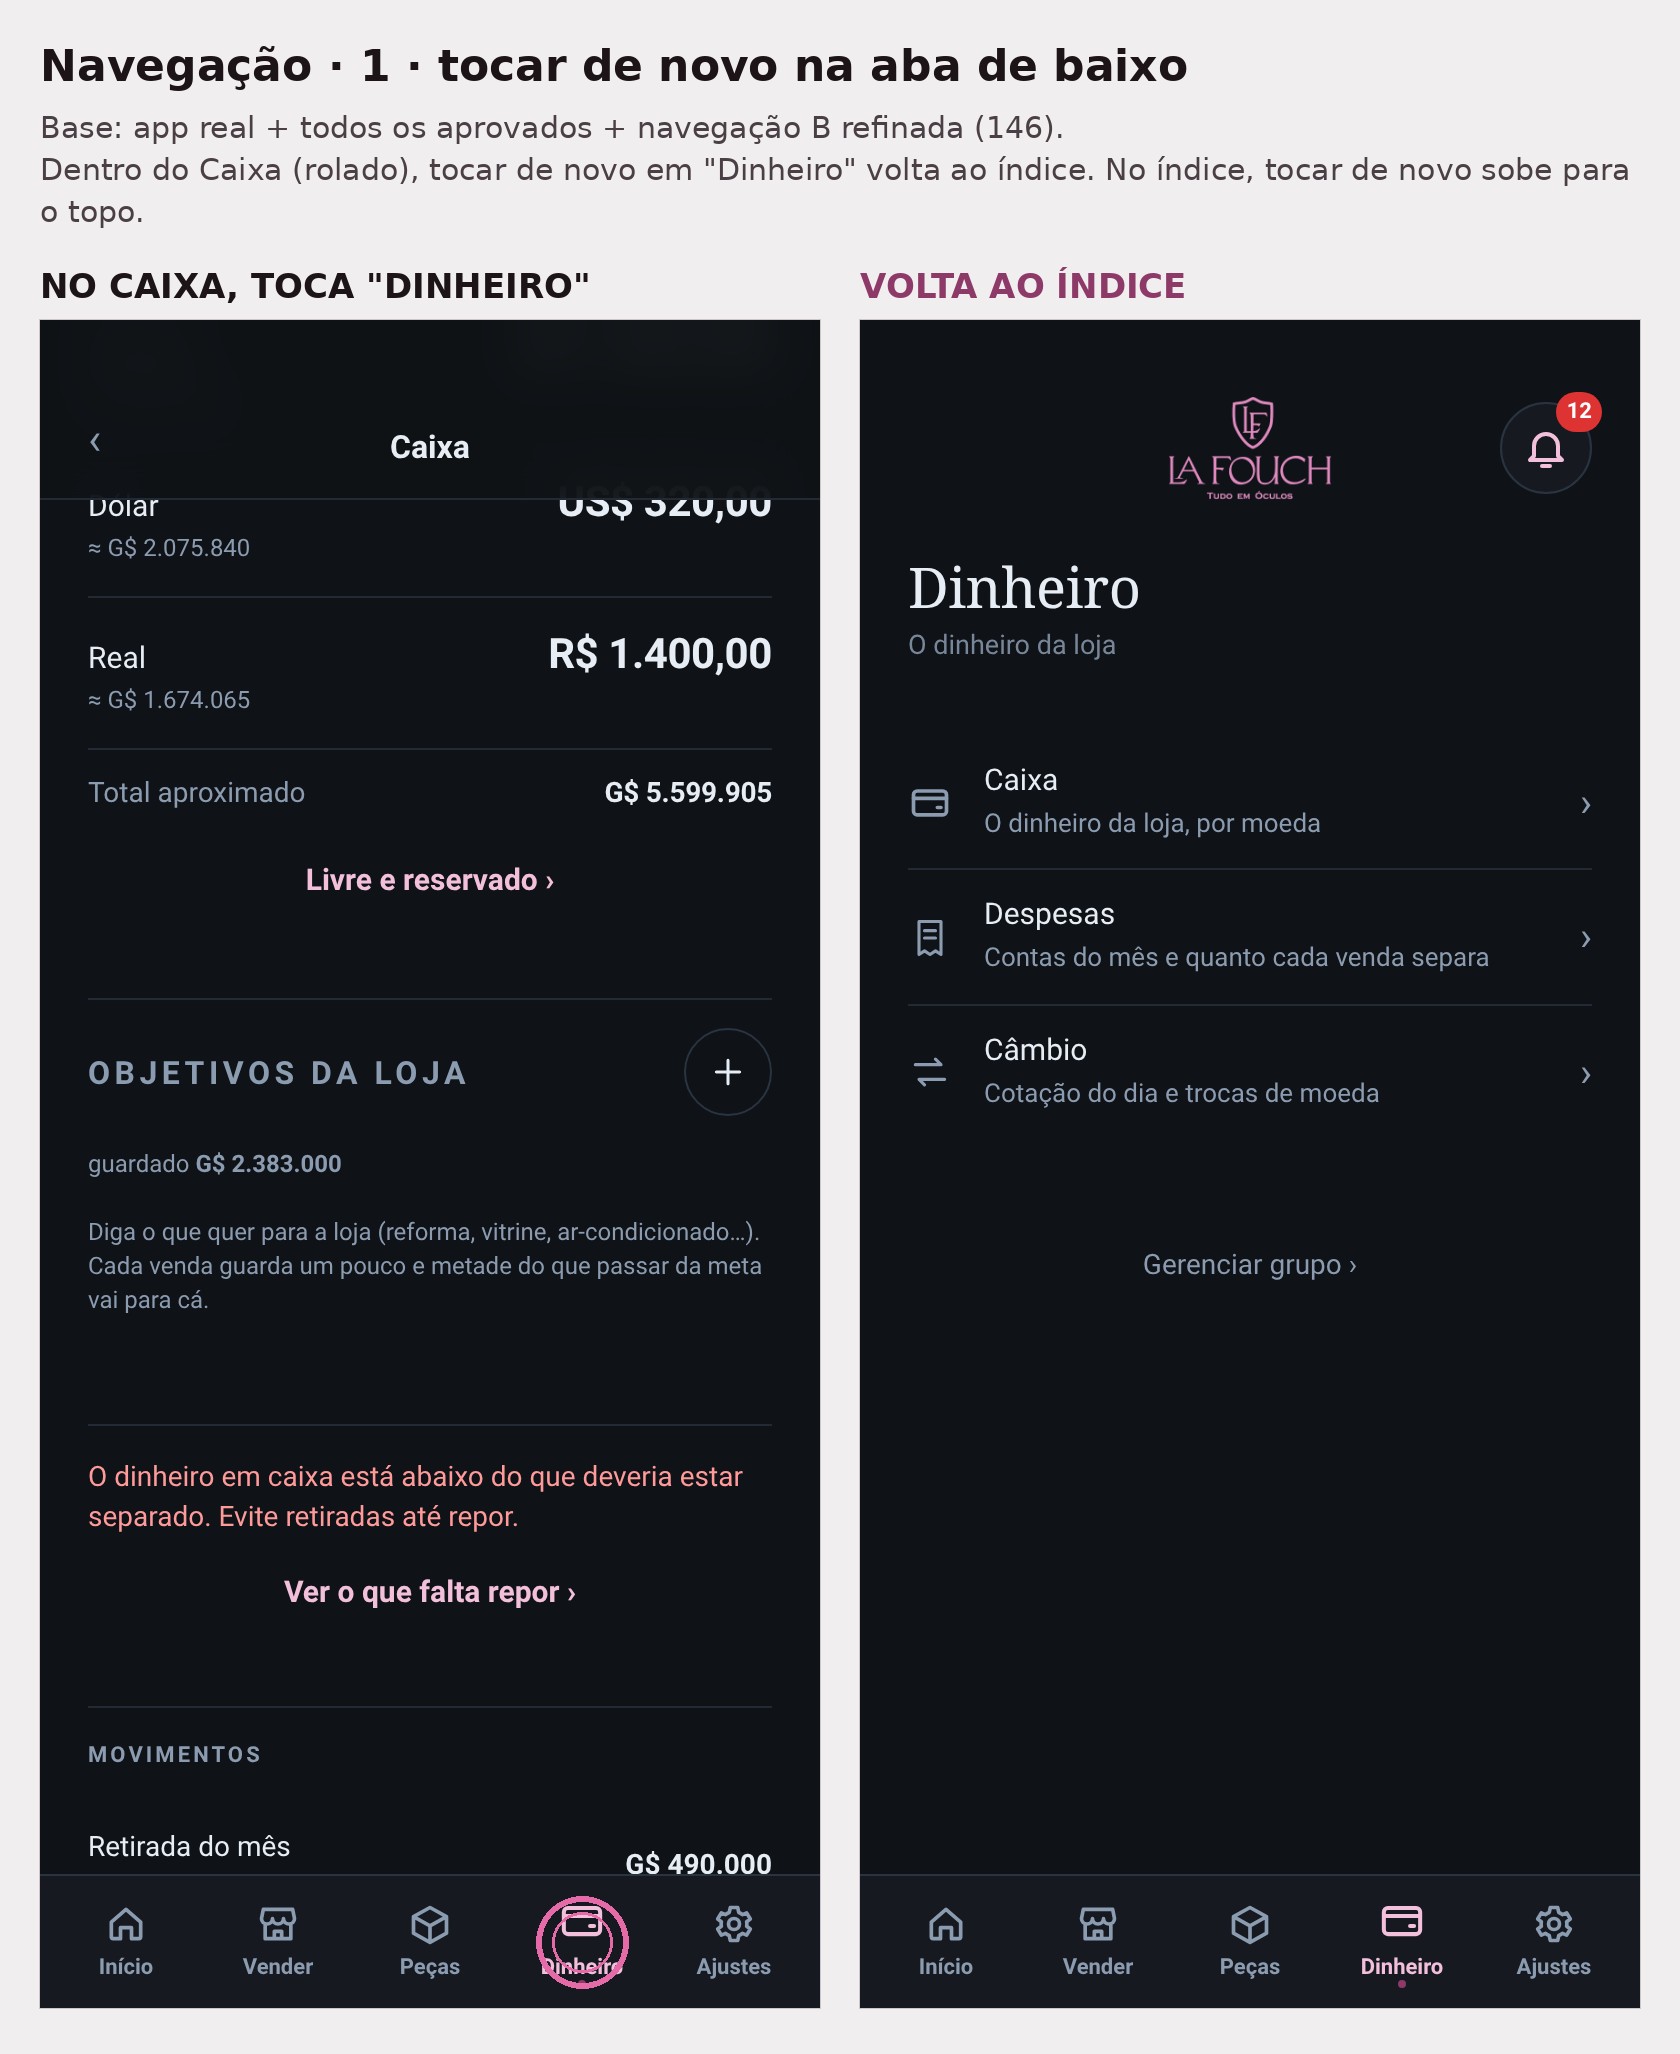 Navegação · 1 · tocar de novo na aba de baixo
Base: app real + todos os aprovados + navegação B refinada (146).
Dentro do Caixa (rolado), tocar de novo em "Dinheiro" volta ao índice. No índice, tocar de novo sobe para
o topo.
NO CAIXA, TOCA "DINHEIRO"
‹
Caixa
Dólar
US$ 320,00
≈ G$ 2.075.840
Real
R$ 1.400,00
≈ G$ 1.674.065
Total aproximado
G$ 5.599.905
Livre e reservado ›
OBJETIVOS DA LOJA
+
guardado G$ 2.383.000
Diga o que quer para a loja (reforma, vitrine, ar-condicionado…).
Cada venda guarda um pouco e metade do que passar da meta
vai para cá.
O dinheiro em caixa está abaixo do que deveria estar
separado. Evite retiradas até repor.
Ver o que falta repor ›
MOVIMENTOS
Retirada do mês
G$ 490.000
Início
Vender
Peças
Dinheiro
Ajustes
VOLTA AO ÍNDICE
LF
LA FOUCH
TUDO EM ÓCULOS
12
Dinheiro
O dinheiro da loja
Caixa
O dinheiro da loja, por moeda
›
Despesas
Contas do mês e quanto cada venda separa
›
Câmbio
Cotação do dia e trocas de moeda
›
Gerenciar grupo ›
Início
Vender
Peças
Dinheiro
Ajustes